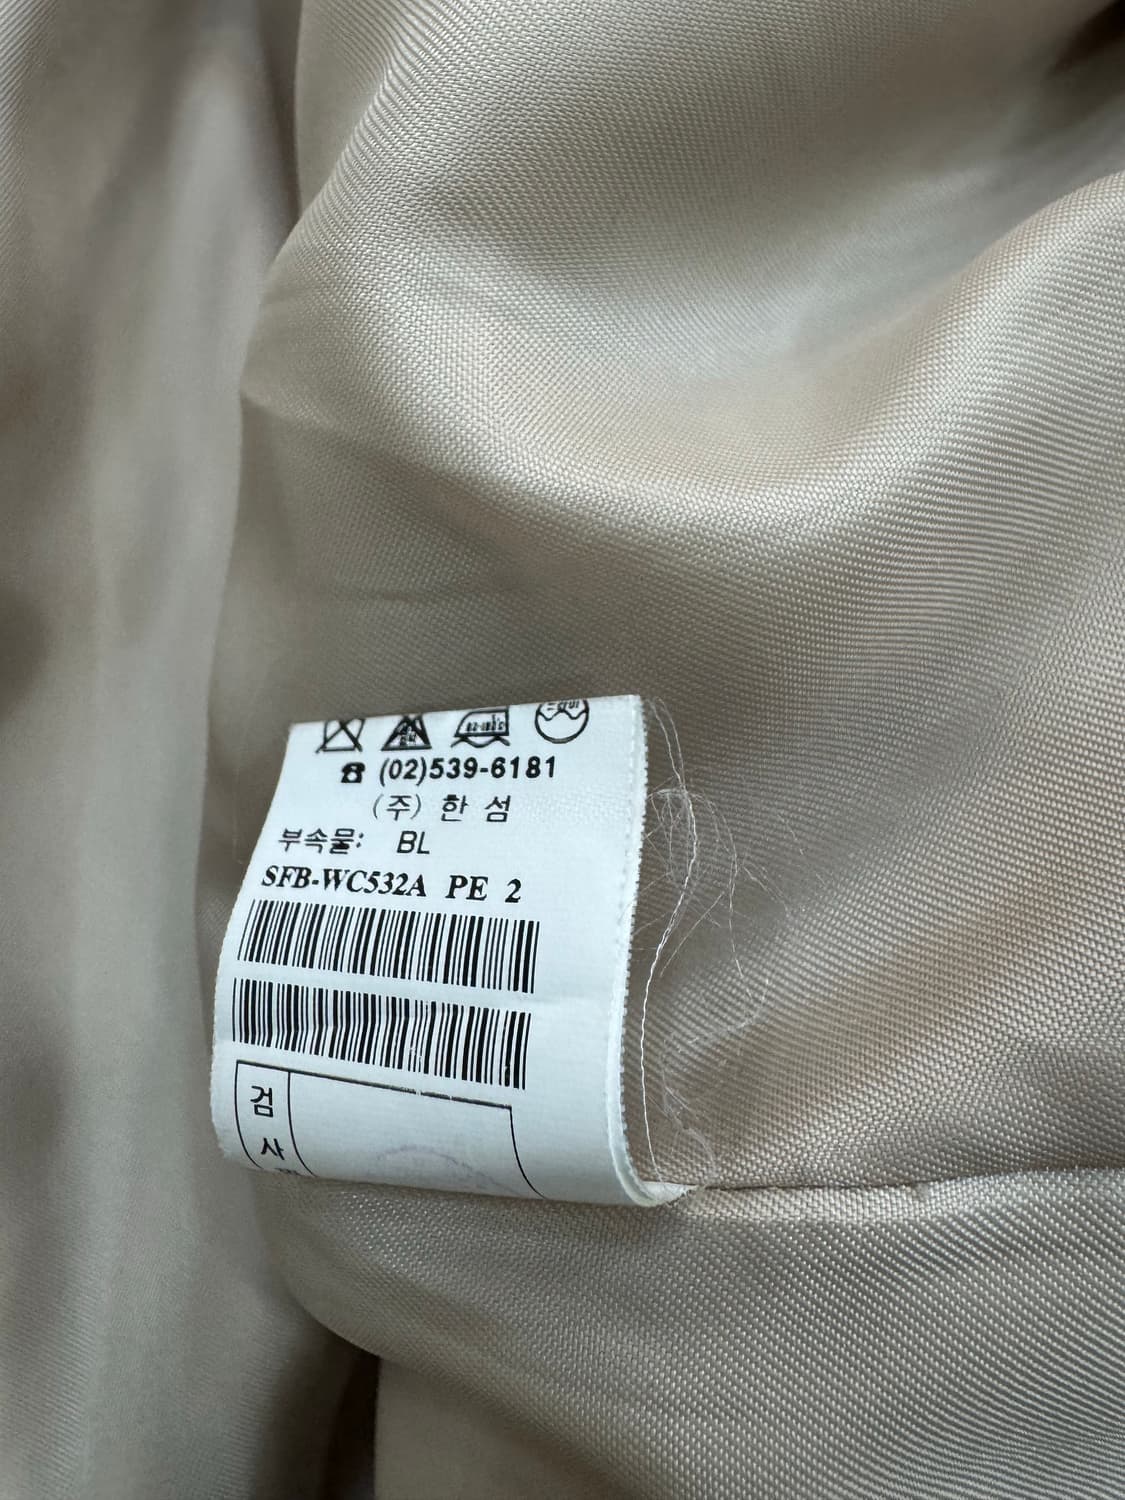 ☎ (02)539-6181
(주) 한 섬
부속물: BL
SFB-WC532A PE 2
검
사